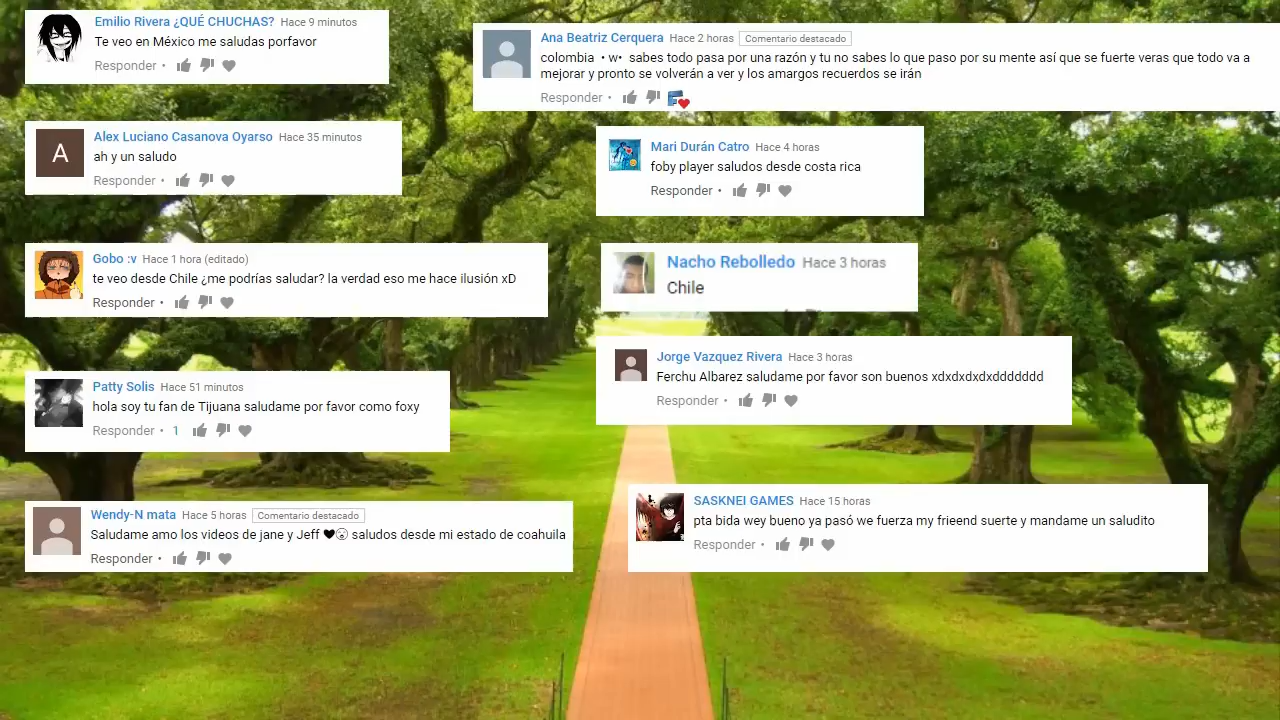 Emilio Rivera ¿QUÉ CHUCHAS? Hace 9 minutos
Te veo en México me saludas porfavor
Responder •
Ana Beatriz Cerquera Hace 2 horas Comentario destacado
colombia •w• sabes todo pasa por una razón y tu no sabes lo que paso por su mente así que se fuerte veras que todo va a
mejorar y pronto se volverán a ver y los amargos recuerdos se irán
Responder •
A
Alex Luciano Casanova Oyarso Hace 35 minutos
ah y un saludo
Responder •
Mari Durán Catro Hace 4 horas
foby player saludos desde costa rica
Responder •
Gobo :v Hace 1 hora (editado)
te veo desde Chile ¿me podrías saludar? la verdad eso me hace ilusión xD
Responder •
Nacho Rebolledo Hace 3 horas
Chile
Jorge Vazquez Rivera Hace 3 horas
Ferchu Albarez saludame por favor son buenos xdxdxdxdxddddddd
Responder •
Patty Solis Hace 51 minutos
hola soy tu fan de Tijuana saludame por favor como foxy
Responder • 1
Wendy-N mata Hace 5 horas Comentario destacado
Saludame amo los videos de jane y Jeff 🖤😮 saludos desde mi estado de coahuila
Responder •
SASKNEI GAMES Hace 15 horas
pta bida wey bueno ya pasó we fuerza my frieend suerte y mandame un saludito
Responder •